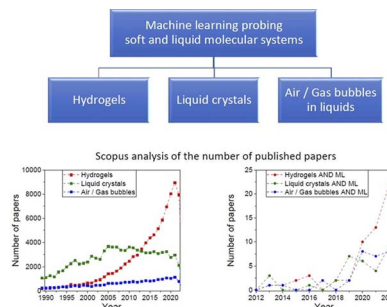 Machine learning probing
soft and liquid molecular systems
Hydrogels
Liquid crystals
Air / Gas bubbles
in liquids
Scopus analysis of the number of published papers
Number of papers
10000
8000
6000
4000
2000
0
Hydrogels
Liquid crystals
Air / Gas bubbles
1990 1995 2000 2005 2010 2015 2020
Years
Number of papers
25
20
15
10
5
0
Hydrogels AND ML
Liquid crystals AND ML
Air / Gas bubbles AND ML
2012 2014 2016 2018 2020
Years